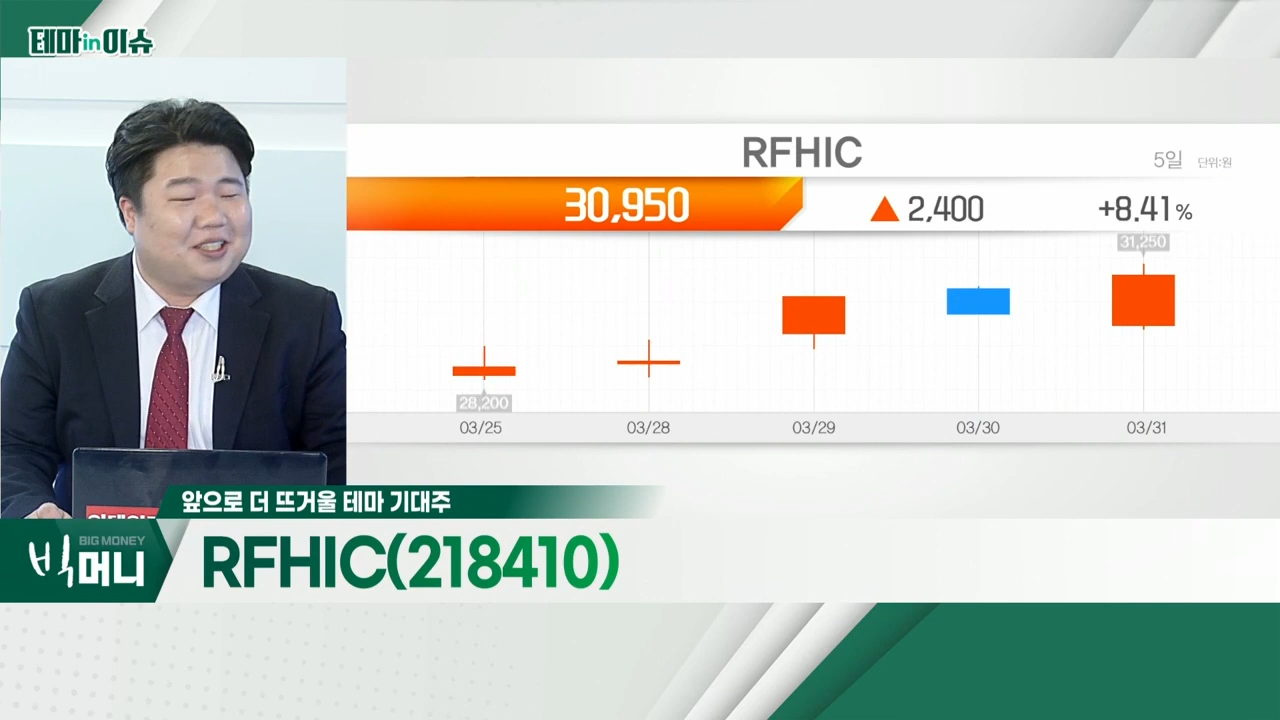 테마in이슈
RFHIC
5일 단위:원
30,950
▲ 2,400
+8.41%
31,250
28,200
03/25 03/28 03/29 03/30 03/31
앞으로 더 뜨거울 테마 기대주
BIG MONEY
빅머니
RFHIC(218410)